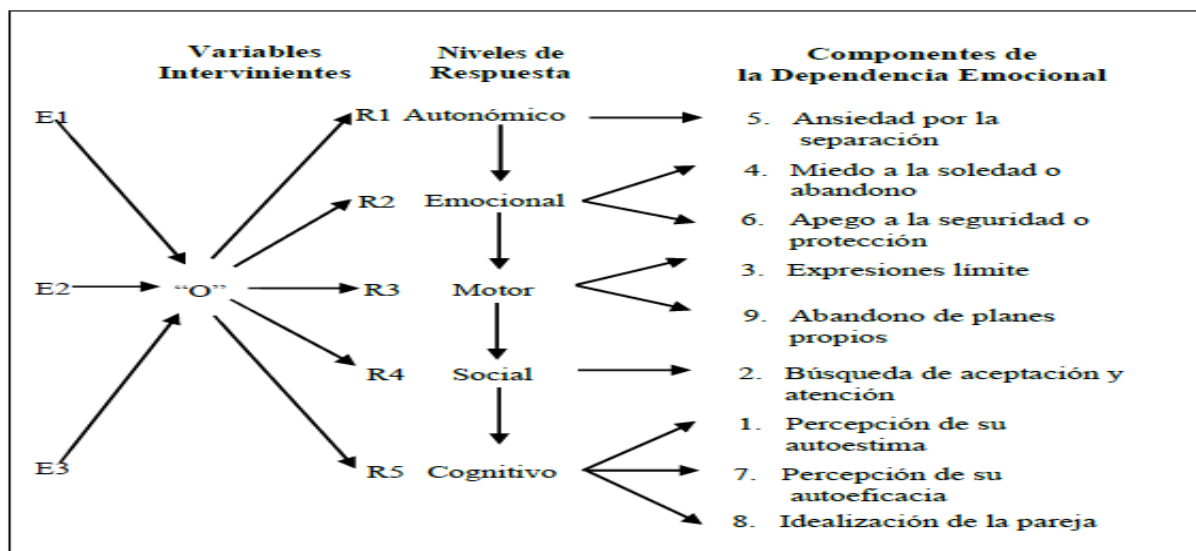 Variables
Intervinientes
Niveles de
Respuesta
Componentes de
la Dependencia Emocional
E1
R1 Autonómico
5. Ansiedad por la
separación
4. Miedo a la soledad o
abandono
R2 Emocional
6. Apego a la seguridad o
protección
3. Expresiones límite
E2
“O”
R3 Motor
9. Abandono de planes
propios
R4 Social
2. Búsqueda de aceptación y
atención
1. Percepción de su
autoestima
E3
R5 Cognitivo
7. Percepción de su
autoeficacia
8. Idealización de la pareja